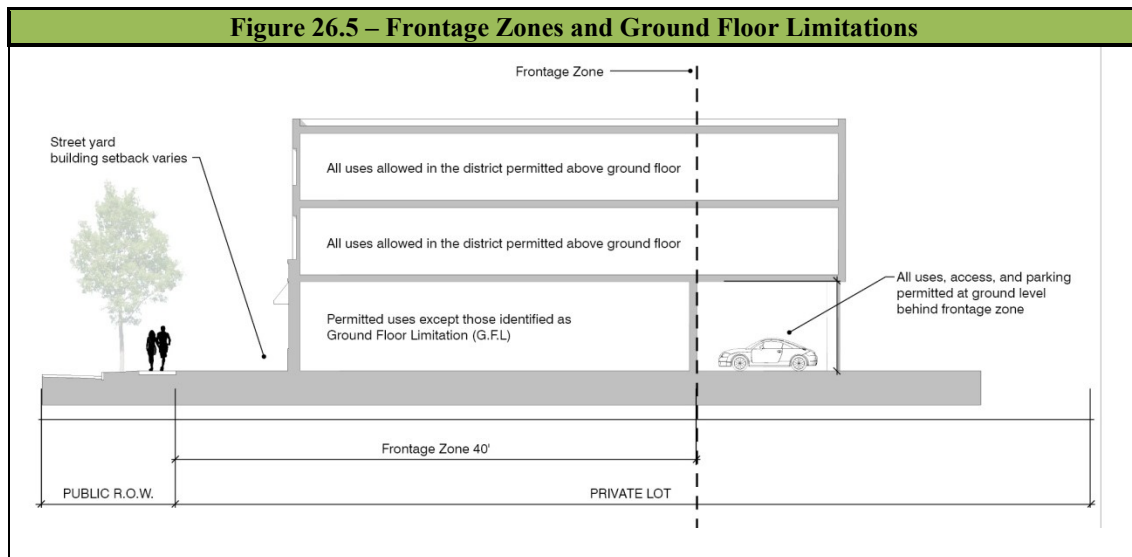 Figure 26.5 – Frontage Zones and Ground Floor Limitations
Frontage Zone
Street yard
building setback varies
All uses allowed in the district permitted above ground floor
All uses allowed in the district permitted above ground floor
All uses, access, and parking
permitted at ground level
behind frontage zone
Permitted uses except those identified as
Ground Floor Limitation (G.F.L)
Frontage Zone 40'
PUBLIC R.O.W.
PRIVATE LOT